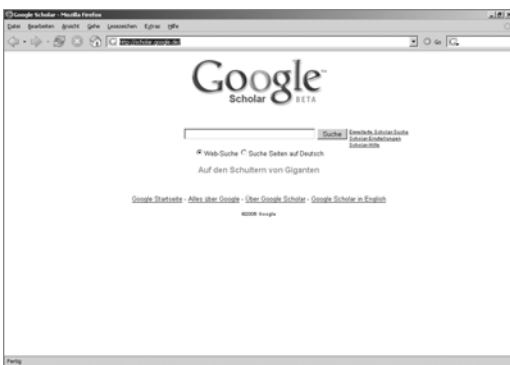 Google Scholar - Mozilla Firefox
Datei Bearbeiten Ansicht Gehe Lesezeichen Extras Hilfe
http://scholar.google.de/ Go
Google™
Scholar BETA
Suche
Erweiterte Scholar-Suche
Scholar-Einstellungen
Scholar-Hilfe
Web-Suche Suche Seiten auf Deutsch
Auf den Schultern von Giganten
Google Startseite - Alles über Google - Über Google Scholar - Google Scholar in English
Google
Fertig